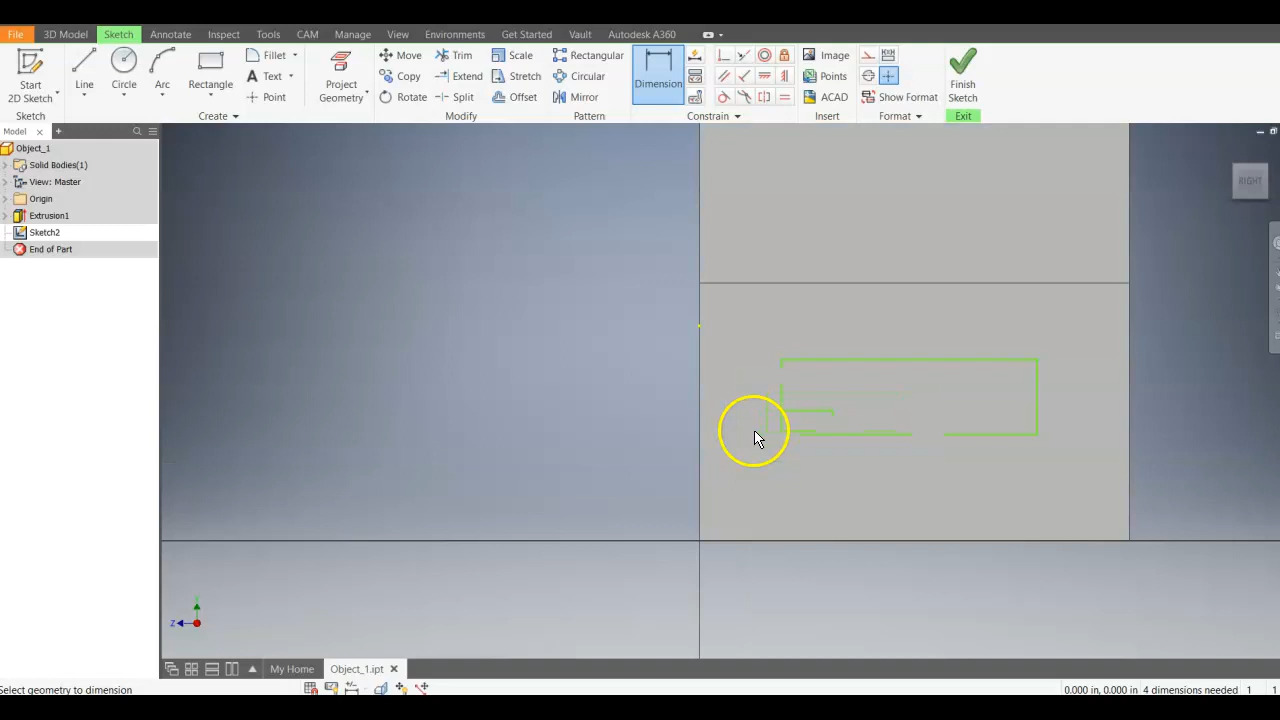 File 3D Model Sketch Annotate Inspect Tools CAM Manage View Environments Get Started Vault Autodesk A360
Start
2D Sketch
Line
Circle
Arc
Rectangle
Fillet
Text
Point
Project
Geometry
Move
Copy
Rotate
Trim
Extend
Split
Scale
Stretch
Offset
Rectangular
Circular
Mirror
Dimension
Image
Points
ACAD
Show Format
Finish
Sketch
Sketch Create Modify Pattern Constrain Insert Format Exit
Model
Object_1
Solid Bodies(1)
View: Master
Origin
Extrusion1
Sketch2
End of Part
RIGHT
Z
My Home Object_1.ipt
Select geometry to dimension
0.000 in, 0.000 in 4 dimensions needed 1 1